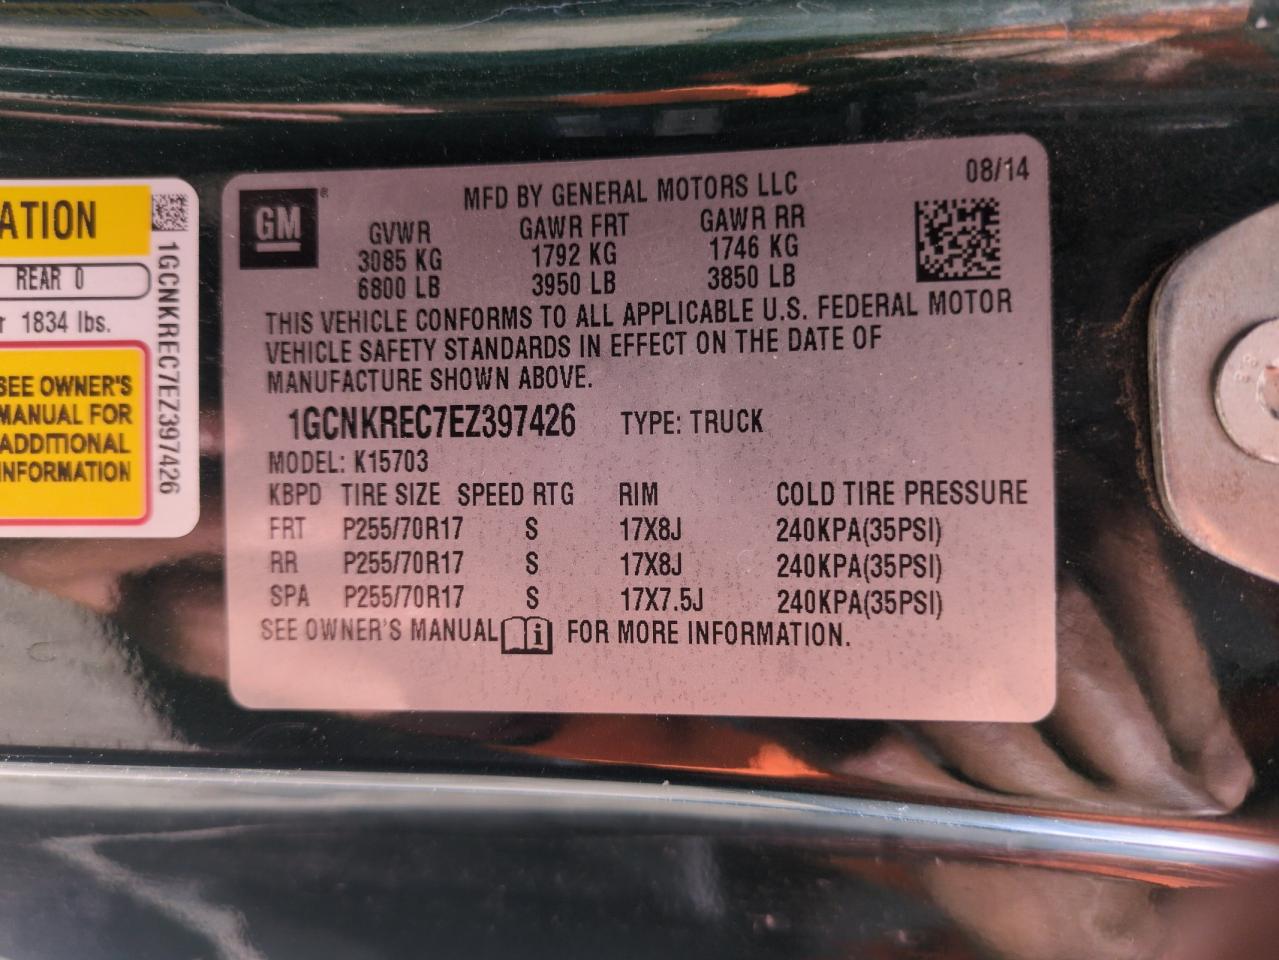 ATION
REAR 0
1834 lbs.
SEE OWNER'S
MANUAL FOR
ADDITIONAL
INFORMATION
1GCNKREC7EZ397426
GM®
MFD BY GENERAL MOTORS LLC
08/14
GVWR GAWR FRT GAWR RR
3085 KG 1792 KG 1746 KG
6800 LB 3950 LB 3850 LB
THIS VEHICLE CONFORMS TO ALL APPLICABLE U.S. FEDERAL MOTOR
VEHICLE SAFETY STANDARDS IN EFFECT ON THE DATE OF
MANUFACTURE SHOWN ABOVE.
1GCNKREC7EZ397426 TYPE: TRUCK
MODEL: K15703
KBPD TIRE SIZE SPEED RTG RIM COLD TIRE PRESSURE
FRT P255/70R17 S 17X8J 240KPA(35PSI)
RR P255/70R17 S 17X8J 240KPA(35PSI)
SPA P255/70R17 S 17X7.5J 240KPA(35PSI)
SEE OWNER'S MANUAL FOR MORE INFORMATION.